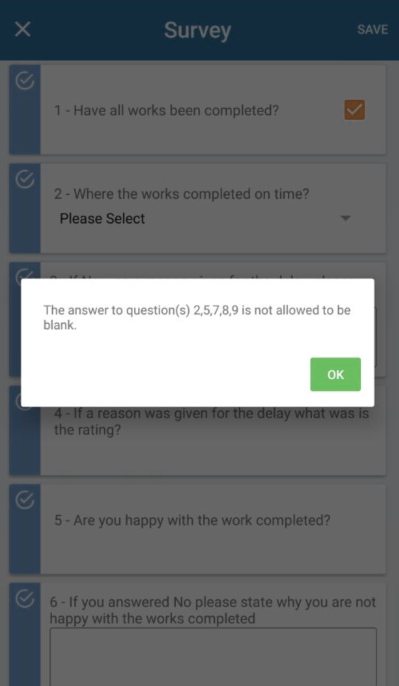 Survey
SAVE
1 - Have all works been completed?
2 - Where the works completed on time?
Please Select
The answer to question(s) 2,5,7,8,9 is not allowed to be
blank.
OK
4 - If a reason was given for the delay what was is
the rating?
5 - Are you happy with the work completed?
6 - If you answered No please state why you are not
happy with the works completed